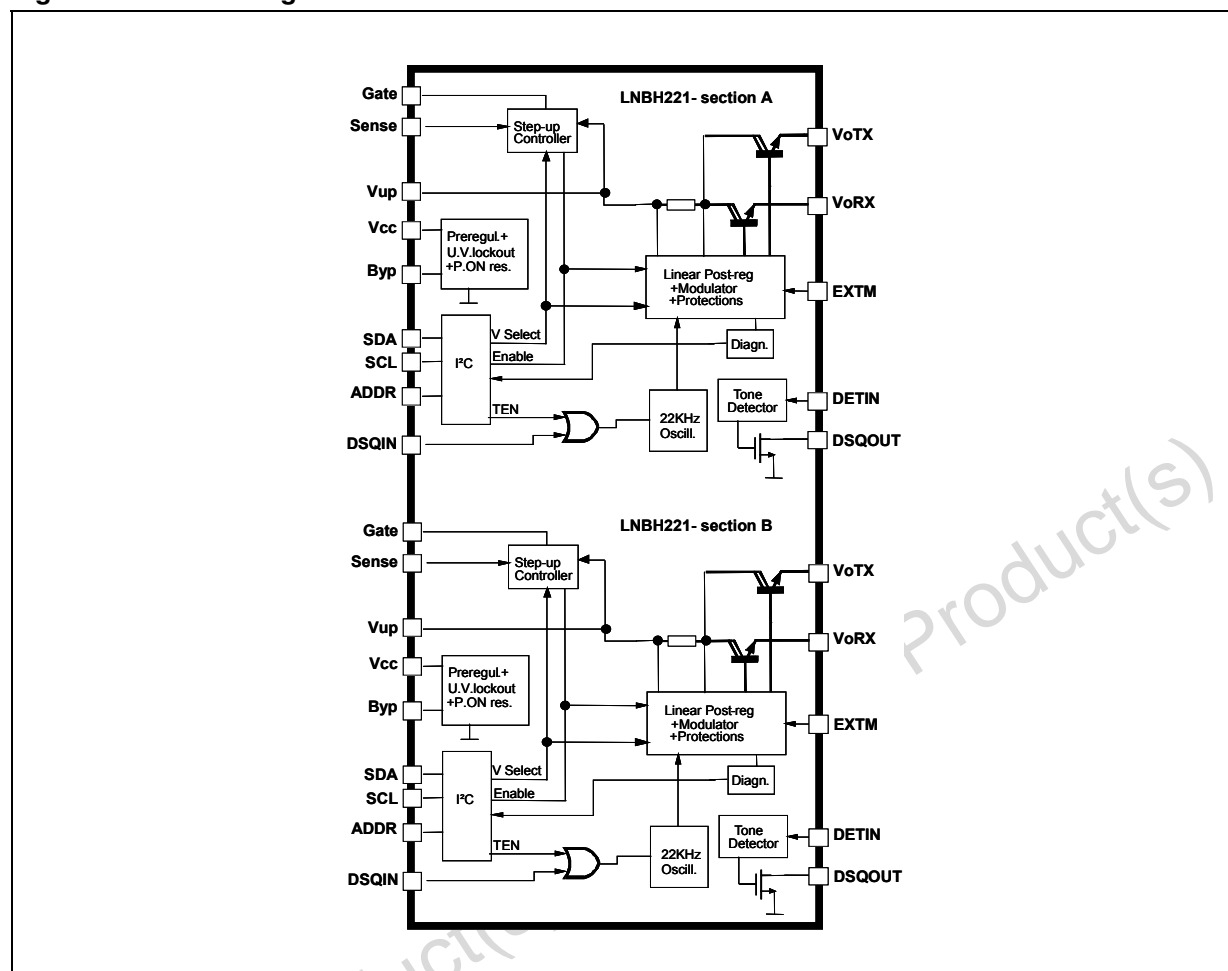 LNBH221- section A
Gate
Sense
Vup
Vcc
Byp
SDA
SCL
ADDR
DSQIN
Step-up
Controller
Preregul.+
U.V.lockout
+P.ON res.
I²C
V Select
Enable
TEN
Linear Post-reg
+Modulator
+Protections
Diagn.
22KHz
Oscill.
Tone
Detector
VoTX
VoRX
EXTM
DETIN
DSQOUT
LNBH221- section B
Gate
Sense
Vup
Vcc
Byp
SDA
SCL
ADDR
DSQIN
Step-up
Controller
Preregul.+
U.V.lockout
+P.ON res.
I²C
V Select
Enable
TEN
Linear Post-reg
+Modulator
+Protections
Diagn.
22KHz
Oscill.
Tone
Detector
VoTX
VoRX
EXTM
DETIN
DSQOUT
Product(s)